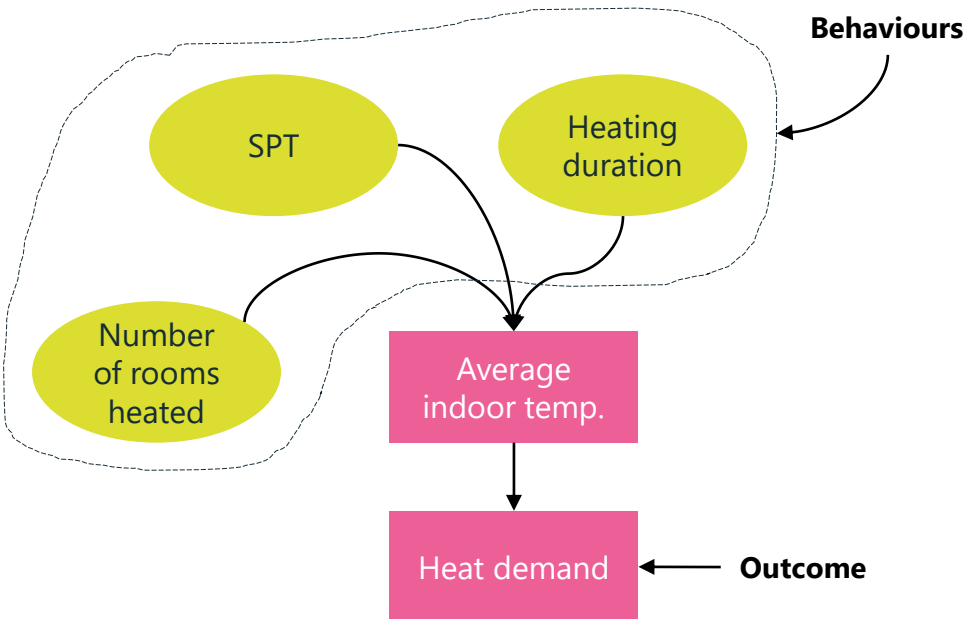 Behaviours
SPT
Heating
duration
Number
of rooms
heated
Average
indoor temp.
Heat demand
Outcome